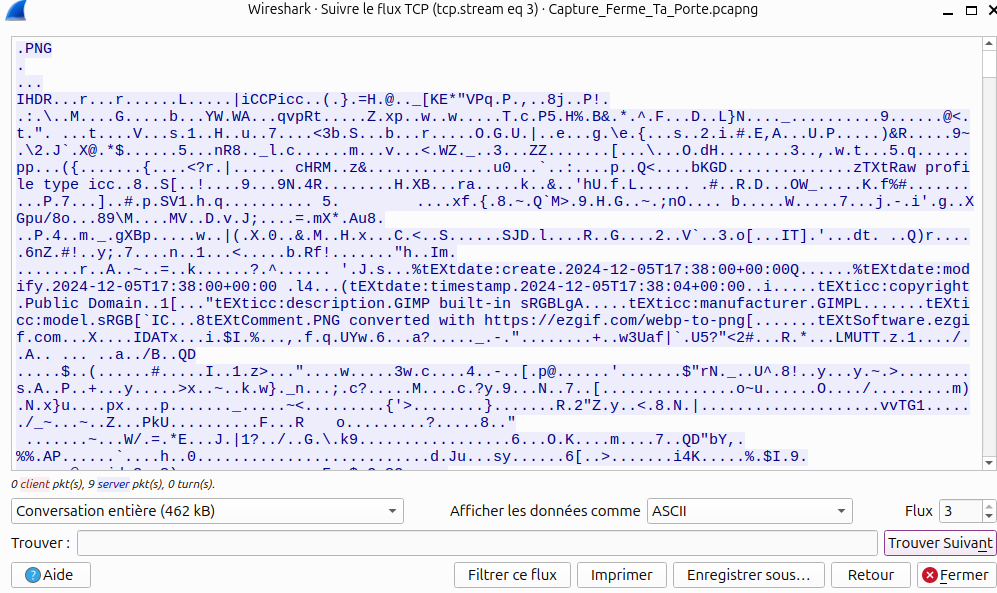 Wireshark · Suivre le flux TCP (tcp.stream eq 3) · Capture_Ferme_Ta_Porte.pcapng
.PNG
.
...
IHDR...r...r......L.....|iCCPicc..(.}.=H.@.._[KE*"VPq.P.,..8j..P!.
.:.\..M....G.....b...YW.WA...qvpRt.....Z.xp..w..w.....T.c.P5.H%.B&.*.^.F...D..L}N...._..........9......@<.
t.". ...t....V...s.1..H..u..7....<3b.S...b...r.....O.G.U.|..e...g.\e.{...s..2.i.#.E,A...U.P.....)&R.....9~
.\2.J`.X@.*$......5...nR8.._l.c......m..v...<.WZ._..3...ZZ.......[...\...O.dH........3..,.w.t...5.q......
pp...({.......{....<?r.|...... cHRM..z&..............u0...`..:....p..Q<....bKGD..............zTXtRaw profi
le type icc..8..S[..!....9...9N.4R........H.XB...ra.....k..&..'hU.f.L...... .#..R.D...OW_.....K.f%#.......
...P.7...]..#.p.SV1.h.q.......... 5. ....xf.{.8.~.Q`M>.9.H.G..~.;nO.... b.....W.....7...j.-.i'.g..X
Gpu/8o...89\M....MV..D.v.J;....=.mX*.Au8.
..P.4..m._.gXBp.....w..|(.X.0..&.M..H.x...C.<..S......SJD.l....R..G....2..V`..3.o[...IT].'...dt. ..Q)r....
.6nZ.#!..y;.7....n..1...<.....b.Rf!......."h..Im.
.......r..A..~..=..k......?.^...... '.J.s...%tEXtdate:create.2024-12-05T17:38:00+00:00Q......%tEXtdate:mod
ify.2024-12-05T17:38:00+00:00 .l4...(tEXtdate:timestamp.2024-12-05T17:38:04+00:00..i.....tEXticc:copyright
.Public Domain..1[..."tEXticc:description.GIMP built-in sRGBLgA.....tEXticc:manufacturer.GIMPL.......tEXti
cc:model.sRGB[`IC...8tEXtComment.PNG converted with https://ezgif.com/webp-to-png[.......tEXtSoftware.ezgi
f.com...X....IDATx...i.$I.%...,.f.q.UYw.6...a?....._.-.".......+..w3Uaf|`.U5?"<2#...R.*...LMUTT.z.1..../.
.A.. ... ..a../B..QD
.....$..(......#.....I..1.z>..."....w.....3w.c....4..-..[.p@......'.......$"rN._..U^.8!..y...y.~.>........
s.A..P..+...y.....>x..~..k.w}._n...;.c?.....M....c.?y.9...N..7..[................o~u......O..../........m)
.N.x}u....px....p......._.....~<.........{'>........}.......R.2"Z.y..<.8.N.|..................vvTG1.....
./_~...~..Z...PkU..........F...R o.........?.....8.."
.......~...W/.=.*E...J.|1?../..G.\.k9.................6...O.K....m....7..QD"bY,.
%%.AP......`....h..0.......................d.Ju...sy......6[..>.......i4K.....%.$I.9.
0 client pkt(s), 9 server pkt(s), 0 turn(s).
Conversation entière (462 kB) Afficher les données comme ASCII Flux 3
Trouver : Trouver Suivant
Aide Filtrer ce flux Imprimer Enregistrer sous… Retour Fermer